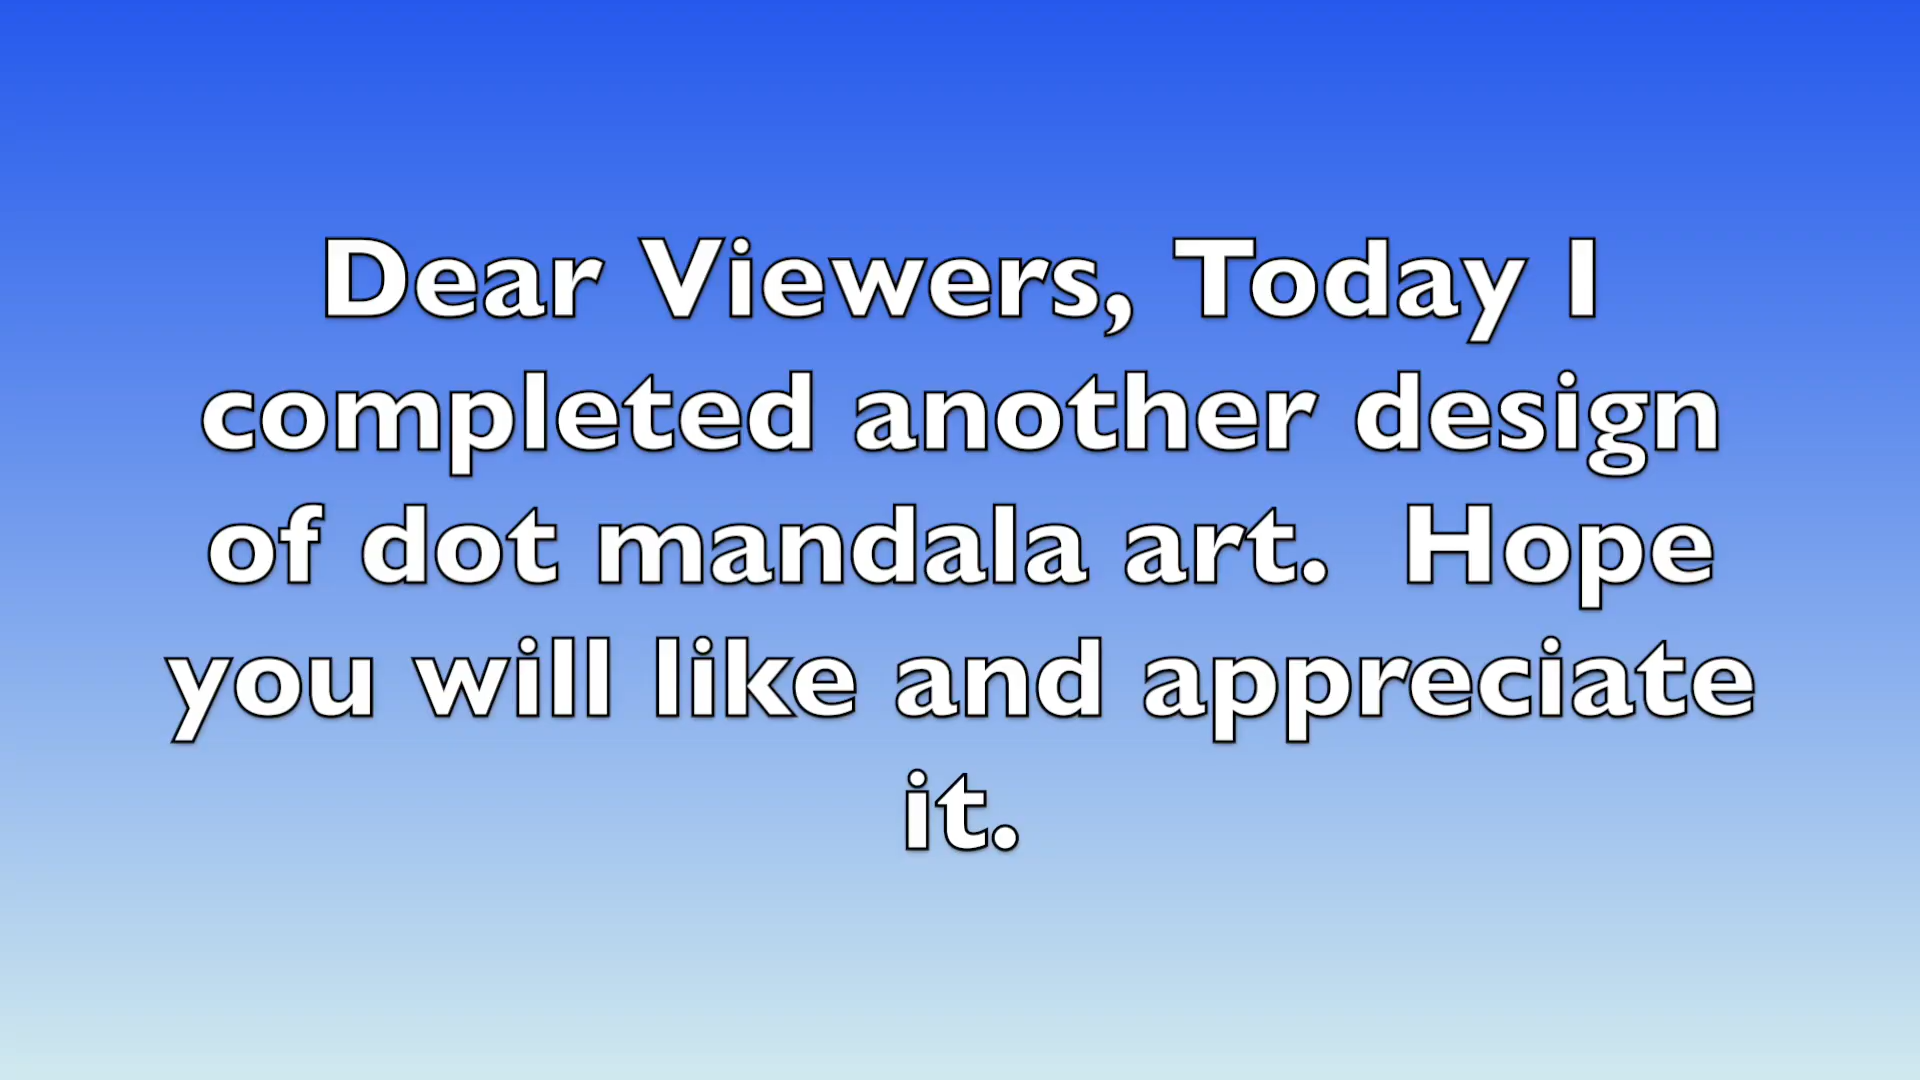 Dear Viewers, Today I
completed another design
of dot mandala art.  Hope
you will like and appreciate
it.